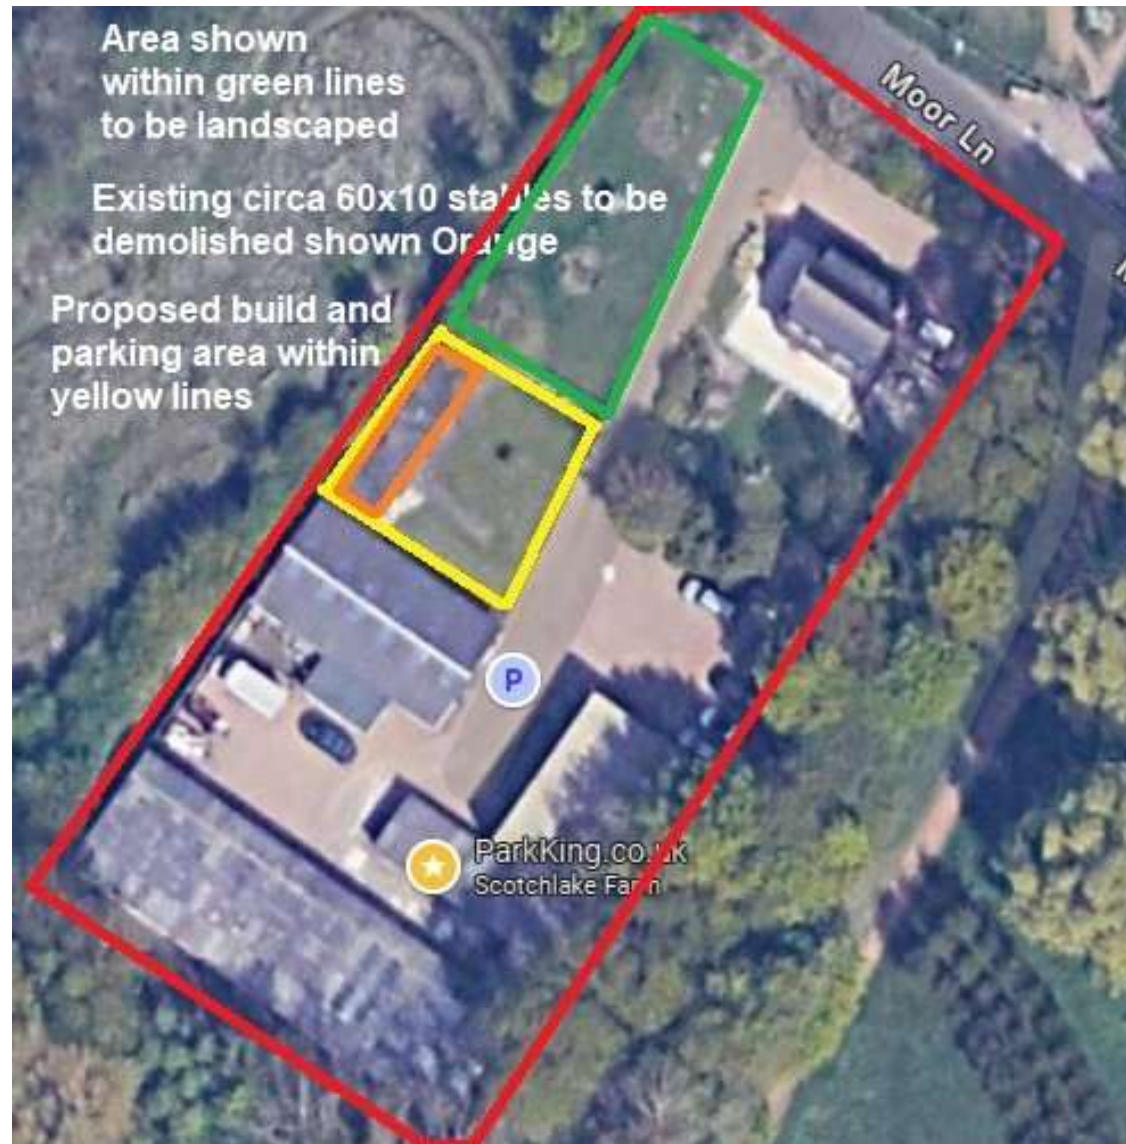 Area shown
within green lines
to be landscaped
Existing circa 60x10 stables to be
demolished shown Orange
Proposed build and
parking area within
yellow lines
Moor Ln
P
ParkKing.co.uk
Scotchlake Farm